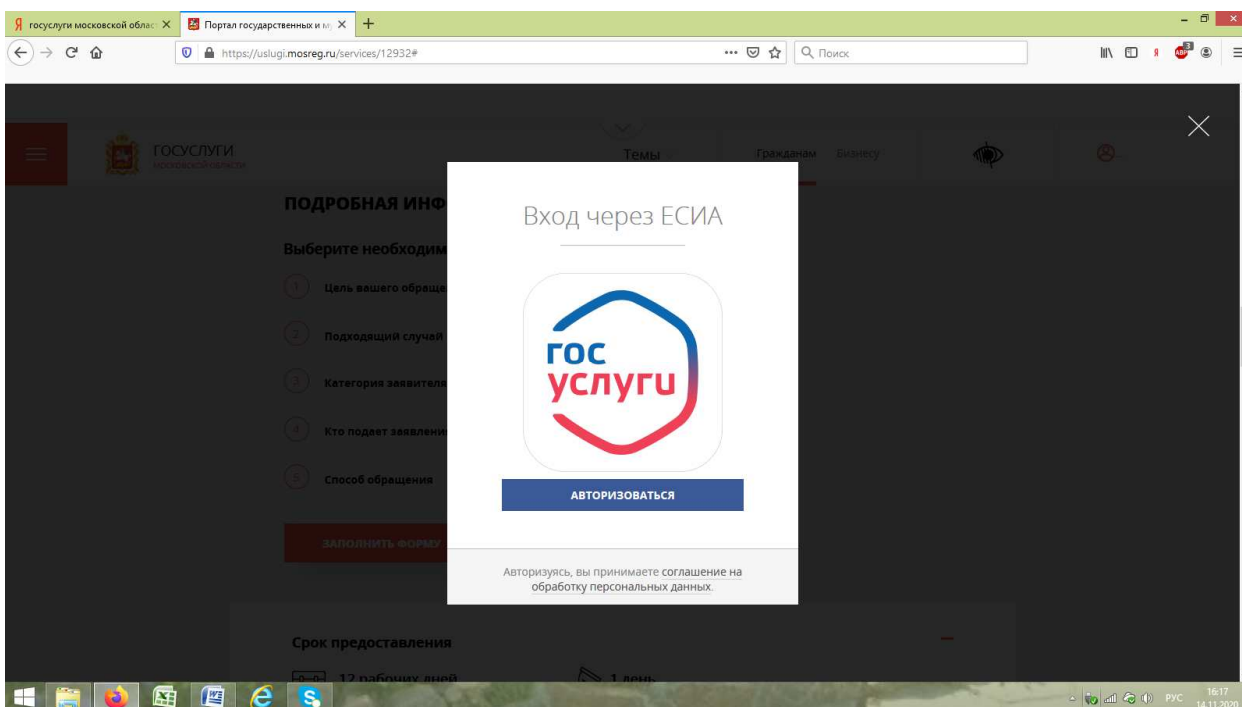 госуслуги московской област
Портал государственных и м
https://uslugi.mosreg.ru/services/12932#
Поиск
ABP
3
ГОСУСЛУГИ
МОСКОВСКОЙ ОБЛАСТИ
Темы
Гражданам
Бизнесу
ПОДРОБНАЯ ИНФ
Выберите необходим
1 Цель вашего обраще
2 Подходящий случай
3 Категория заявителя
4 Кто подает заявлени
5 Способ обращения
ЗАПОЛНИТЬ ФОРМУ
Вход через ЕСИА
гос
услуги
АВТОРИЗОВАТЬСЯ
Авторизуясь, вы принимаете соглашение на
обработку персональных данных.
Срок предоставления
12 рабочих дней
1 день
РУС
16:17
14.11.2020